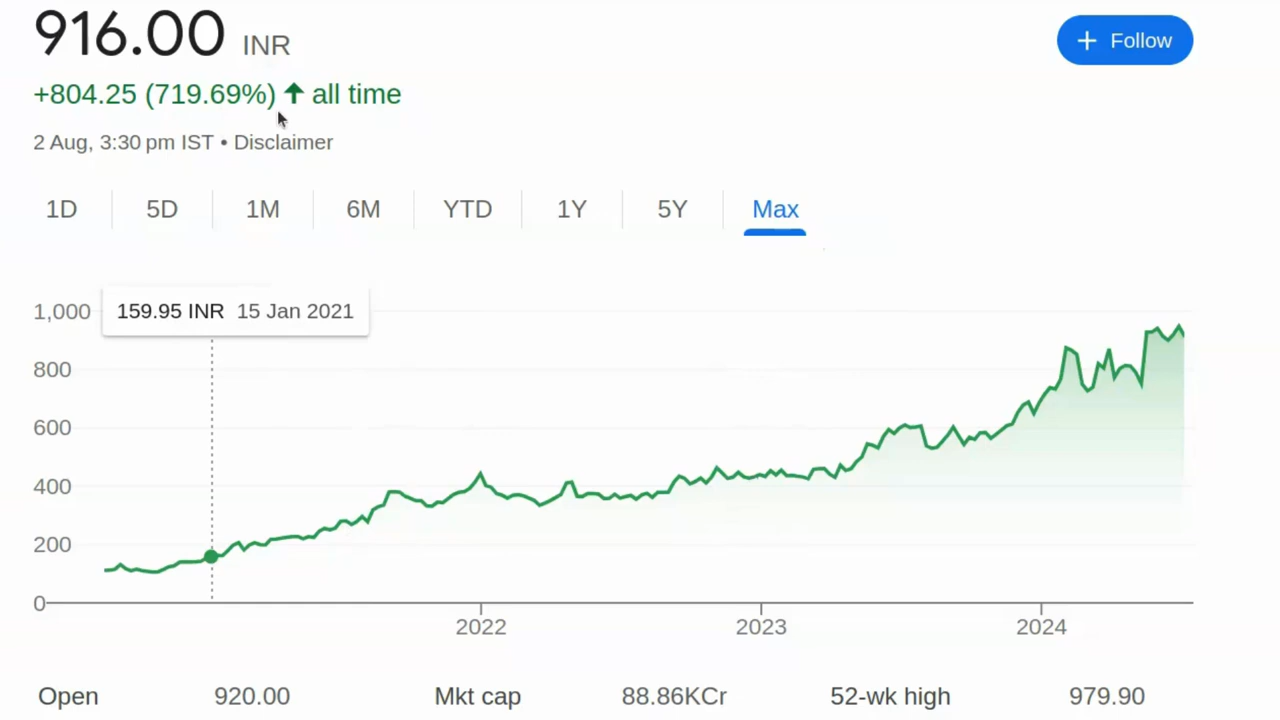 916.00 INR
+ Follow
+804.25 (719.69%) ↑ all time
2 Aug, 3:30 pm IST • Disclaimer
1D 5D 1M 6M YTD 1Y 5Y Max
159.95 INR 15 Jan 2021
1,000
800
600
400
200
0
2022 2023 2024
Open 920.00 Mkt cap 88.86KCr 52-wk high 979.90